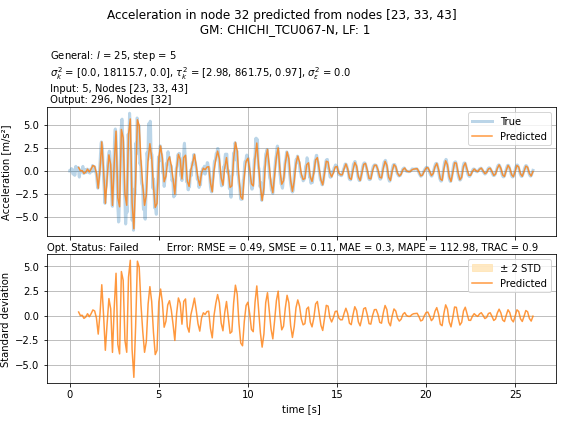 Acceleration in node 32 predicted from nodes [23, 33, 43]
GM: CHICHI_TCU067-N, LF: 1
General: l = 25, step = 5
σ²ₖ = [0.0, 18115.7, 0.0], τ²ₖ = [2.98, 861.75, 0.97], σ²ε = 0.0
Input: 5, Nodes [23, 33, 43]
Output: 296, Nodes [32]
Acceleration [m/s²]
5.0
2.5
0.0
−2.5
−5.0
True
Predicted
Opt. Status: Failed
Error: RMSE = 0.49, SMSE = 0.11, MAE = 0.3, MAPE = 112.98, TRAC = 0.9
Standard deviation
5.0
2.5
0.0
−2.5
−5.0
± 2 STD
Predicted
0 5 10 15 20 25
time [s]